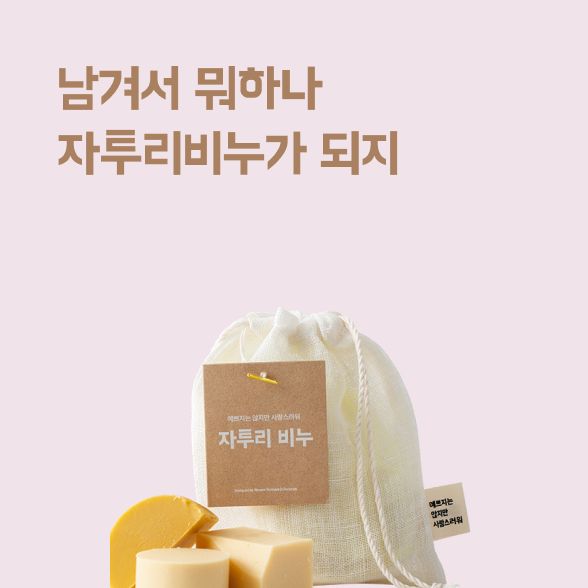 남겨서 뭐하나
자투리비누가 되지
예쁘지는 않지만 사랑스러워
자투리 비누
예쁘지는
않지만
사랑스러워